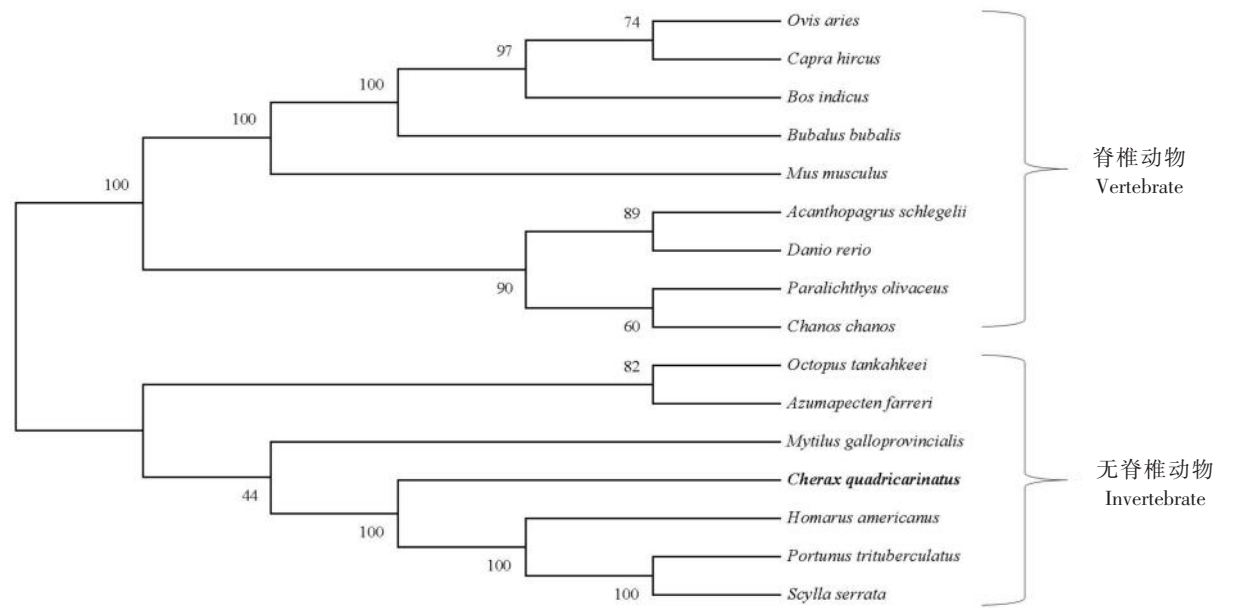 74
Ovis aries
97
Capra hircus
100
Bos indicus
100
Bubalus bubalis
100
Mus musculus
脊椎动物
Vertebrate
89
Acanthopagrus schlegelii
Danio rerio
90
Paralichthys olivaceus
60
Chanos chanos
82
Octopus tankahkeei
Azumapecten farreri
Mytilus galloprovincialis
44
Cherax quadricarinatus
无脊椎动物
Invertebrate
100
Homarus americanus
100
Portunus trituberculatus
100
Scylla serrata